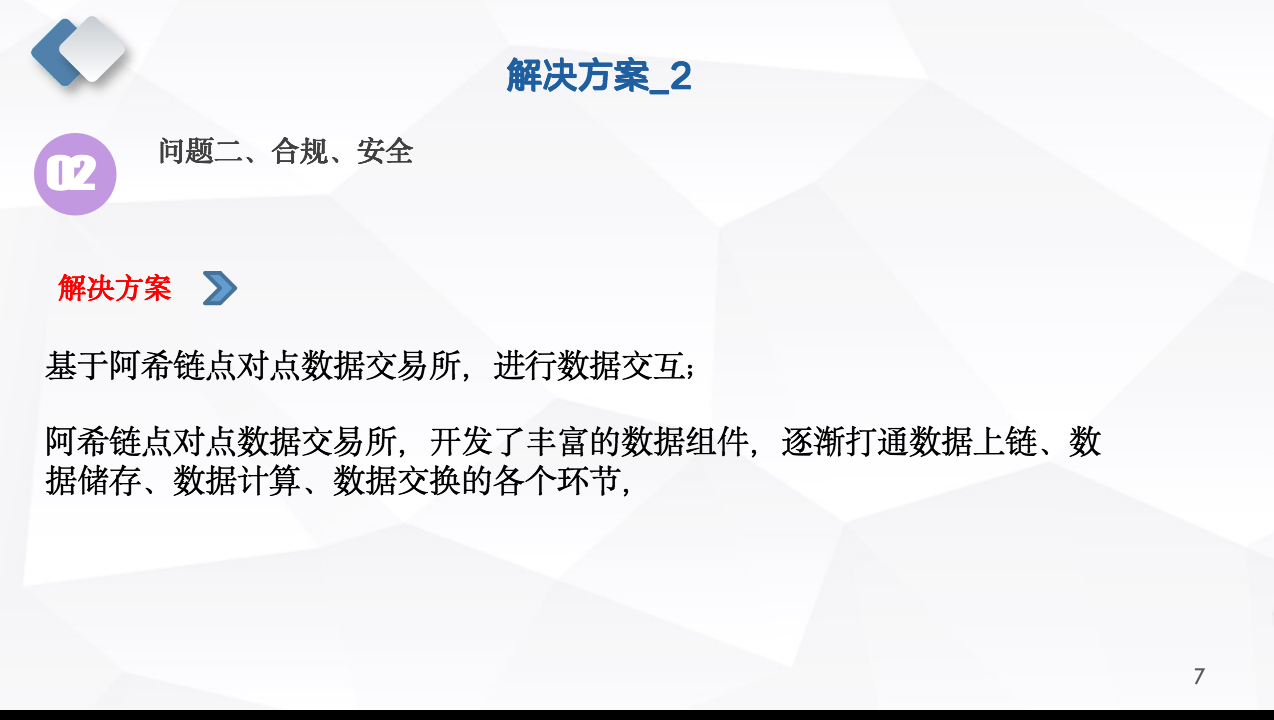 解决方案_2
02
问题二、合规、安全
解决方案
基于阿希链点对点数据交易所，进行数据交互；
阿希链点对点数据交易所，开发了丰富的数据组件，逐渐打通数据上链、数
据储存、数据计算、数据交换的各个环节，
7